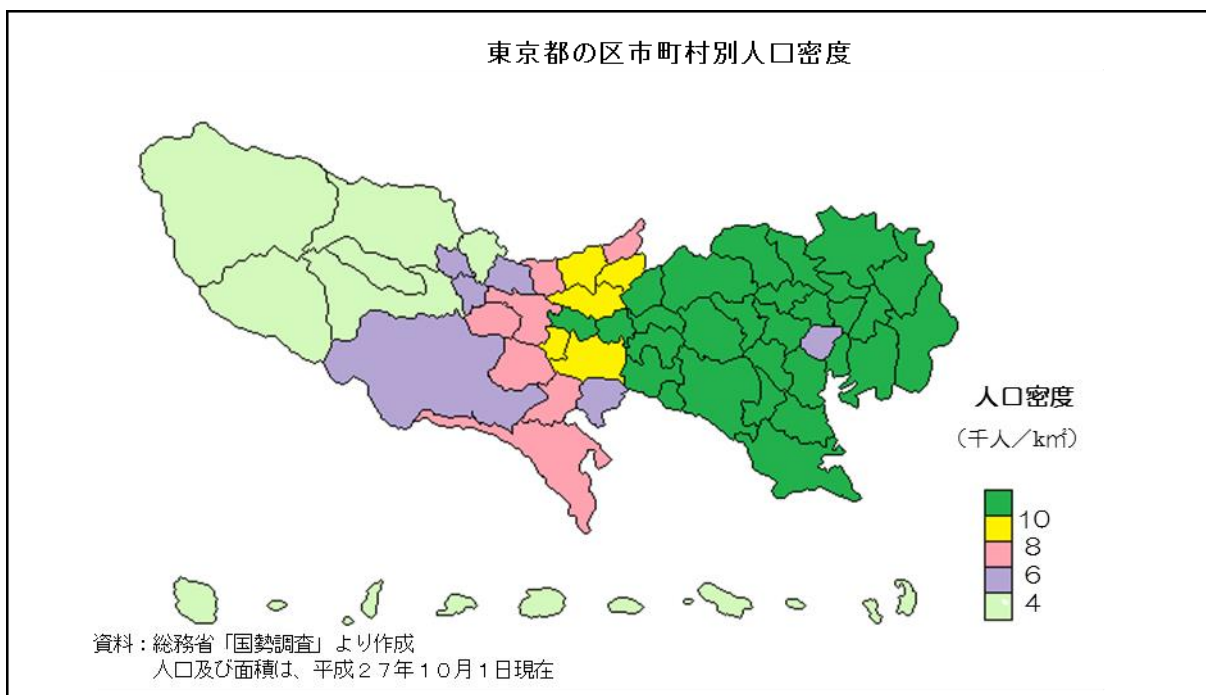 東京都の区市町村別人口密度
人口密度
（千人／k㎡）
10
8
6
4
資料：総務省「国勢調査」より作成
人口及び面積は、平成２７年１０月１日現在